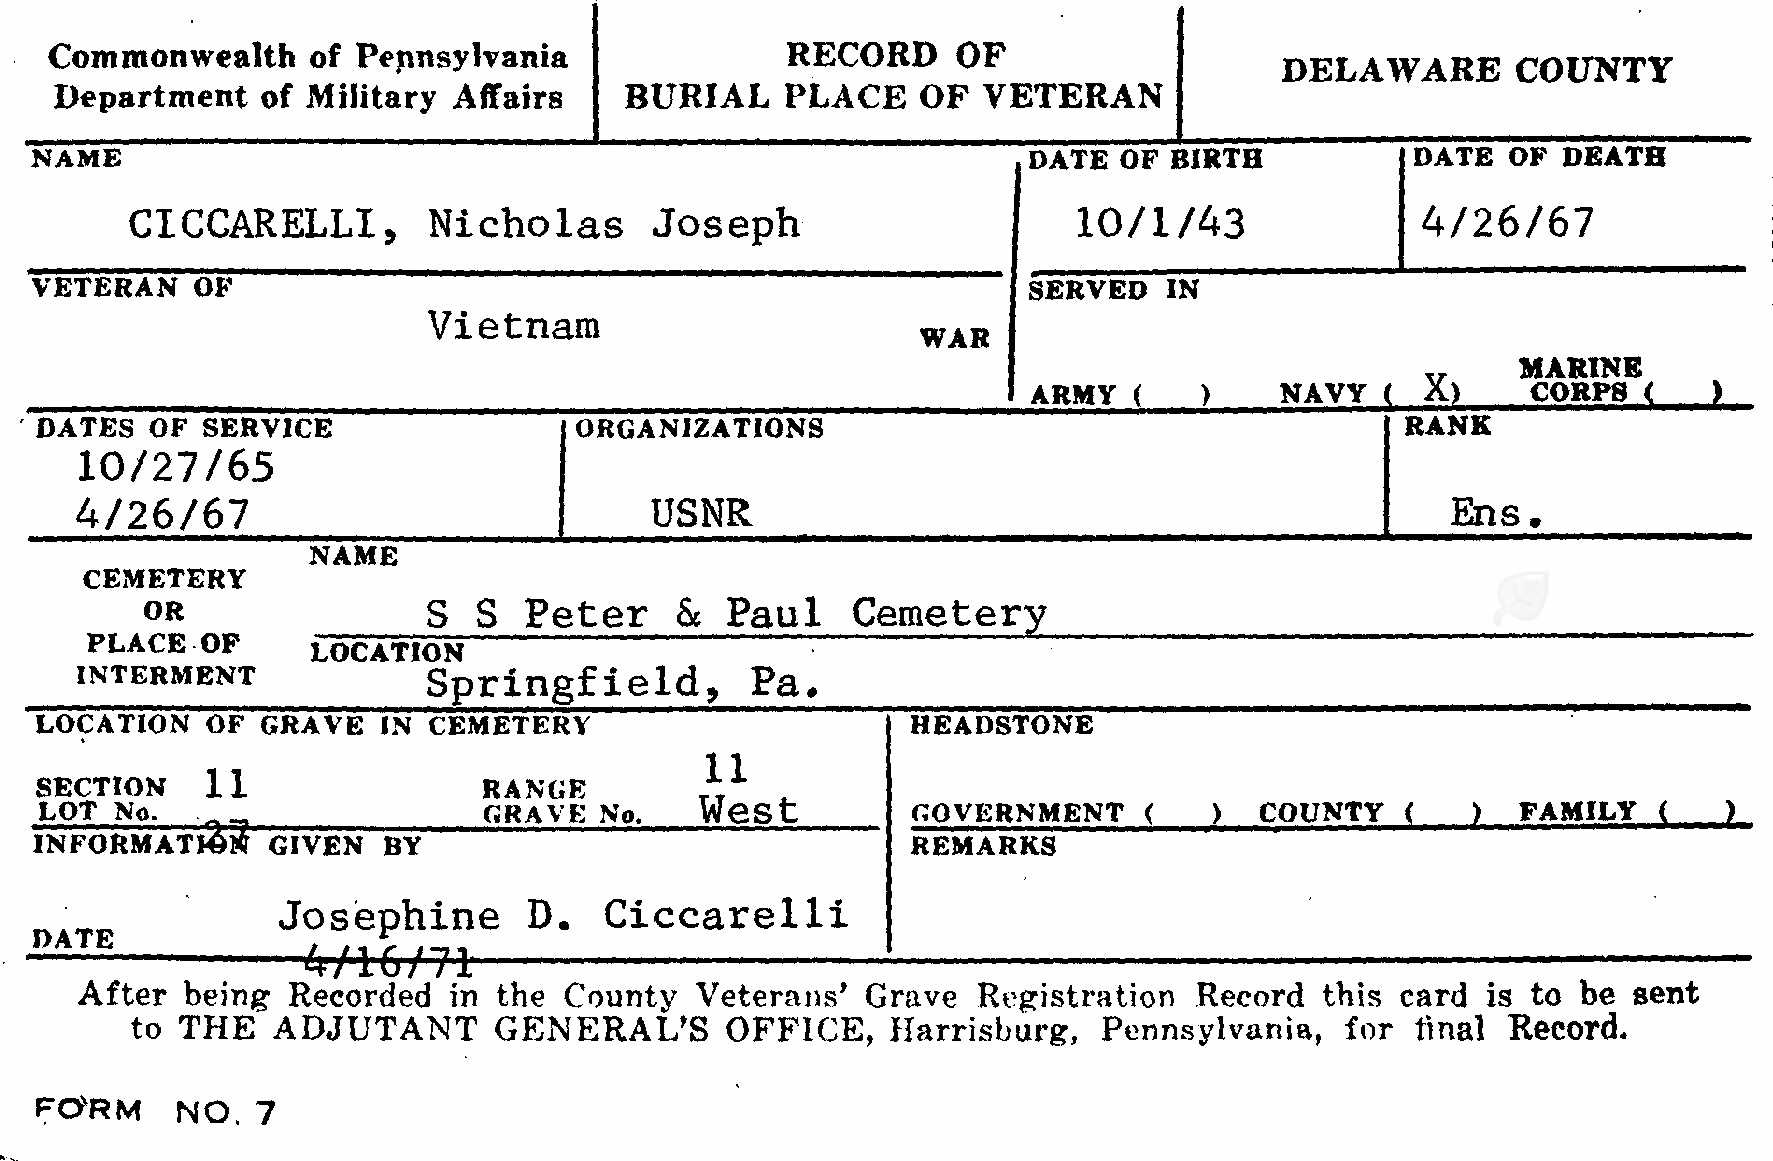 Commonwealth of Pennsylvania
Department of Military Affairs
RECORD OF
BURIAL PLACE OF VETERAN
DELAWARE COUNTY
NAME
CICCARELLI, Nicholas Joseph
DATE OF BIRTH
10/1/43
DATE OF DEATH
4/26/67
VETERAN OF
Vietnam
WAR
SERVED IN
ARMY ( ) NAVY ( X) MARINE CORPS ( )
DATES OF SERVICE
10/27/65
4/26/67
ORGANIZATIONS
USNR
RANK
Ens.
CEMETERY
OR
PLACE OF
INTERMENT
NAME
S S Peter & Paul Cemetery
LOCATION
Springfield, Pa.
LOCATION OF GRAVE IN CEMETERY
SECTION 11 RANGE 11
LOT No. 37 GRAVE No. West
HEADSTONE
GOVERNMENT ( ) COUNTY ( ) FAMILY ( )
INFORMATION GIVEN BY
Josephine D. Ciccarelli
DATE
4/16/71
REMARKS
After being Recorded in the County Veterans' Grave Registration Record this card is to be sent
to THE ADJUTANT GENERAL'S OFFICE, Harrisburg, Pennsylvania, for final Record.
FORM NO. 7